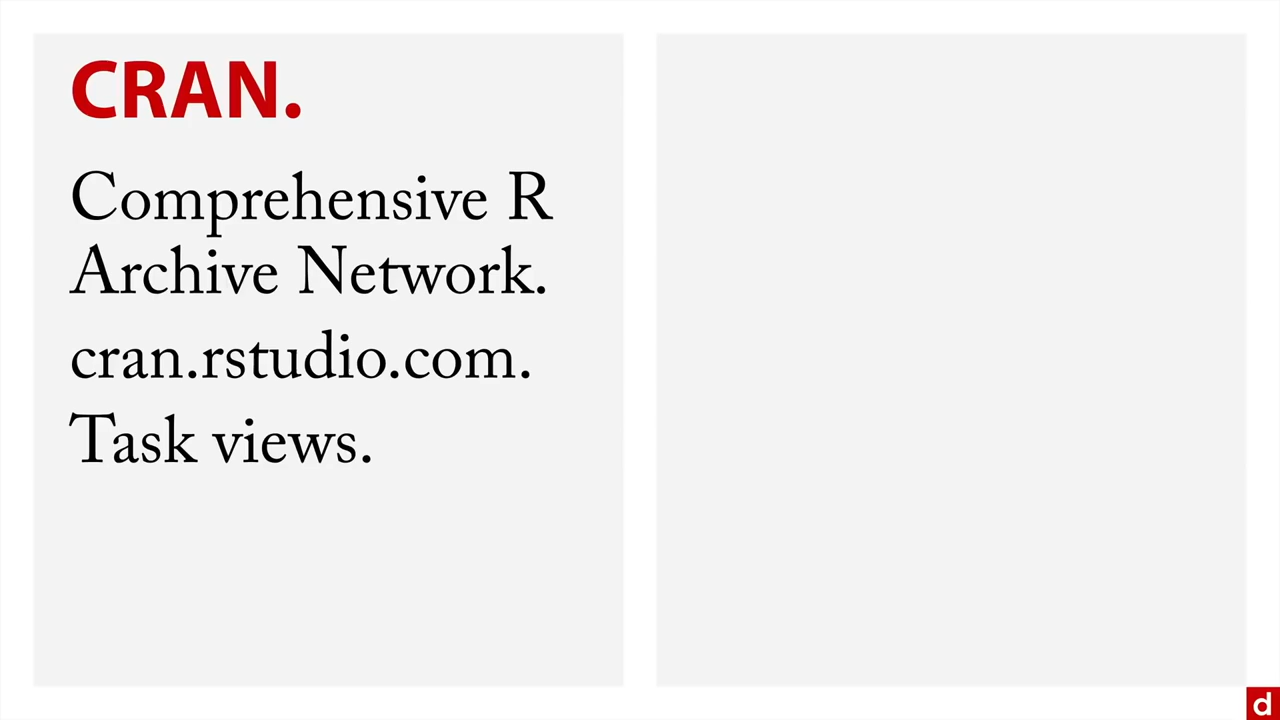 CRAN.
Comprehensive R
Archive Network.
cran.rstudio.com.
Task views.
d